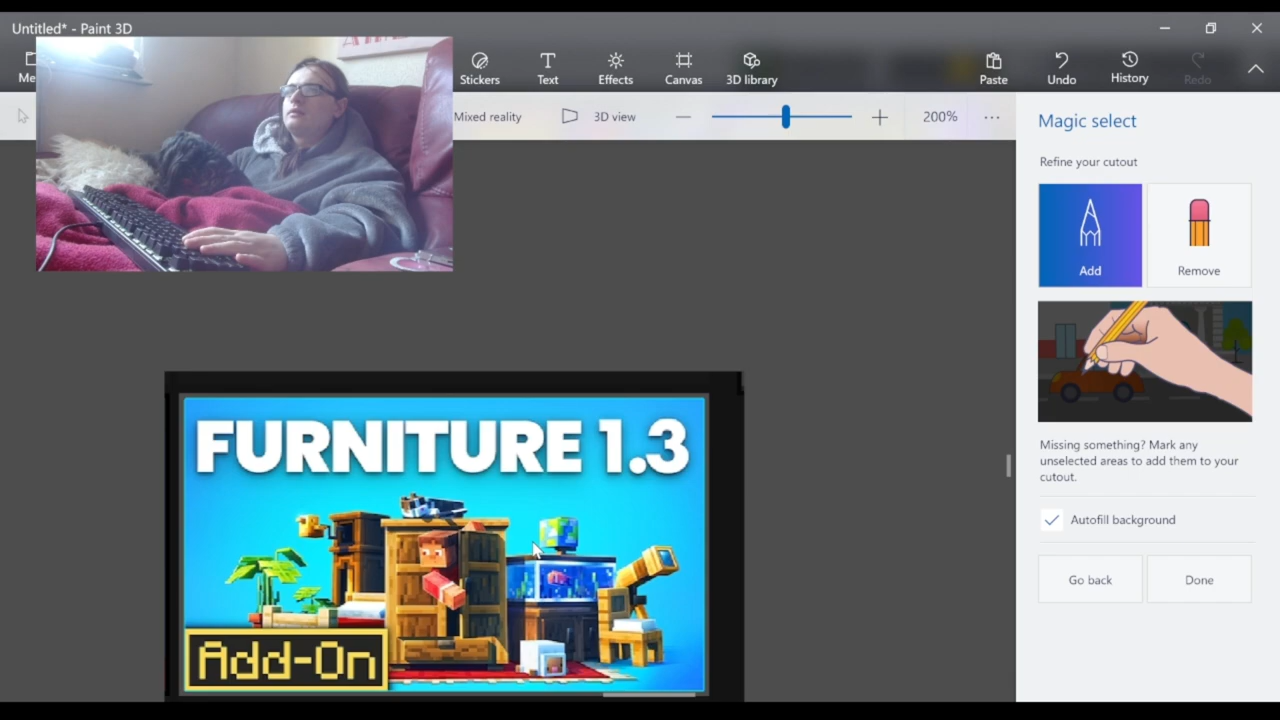 Untitled* - Paint 3D
Me
Stickers
Text
Effects
Canvas
3D library
Paste
Undo
History
Redo
Mixed reality
3D view
200%
Magic select
Refine your cutout
Add
Remove
Missing something? Mark any
unselected areas to add them to your
cutout.
Autofill background
Go back
Done
FURNITURE 1.3
Add-On